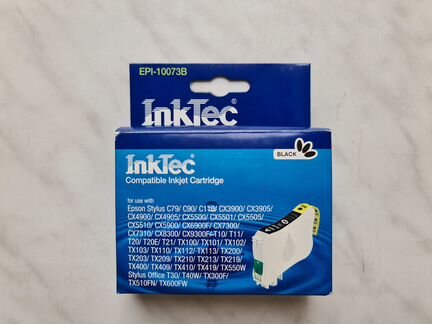 EPI-10073B
InkTec®
InkTec®
BLACK
Compatible Inkjet Cartridge
for use with
Epson Stylus C79/ C90/ C110/ CX3900/ CX3905/
CX4900/ CX4905/ CX5500/ CX5501/ CX5505/
CX5510/ CX5900/ CX6900F/ CX7300/
CX7310/ CX8300/ CX9300F/ T10/ T11/
T20/ T20E/ T21/ TX100/ TX101/ TX102/
TX103/ TX110/ TX112/ TX113/ TX200/
TX203/ TX209/ TX210/ TX213/ TX219/
TX400/ TX409/ TX410/ TX419/ TX550W
Stylus Office T30/ T40W/ TX300F/
TX510FN/ TX600FW